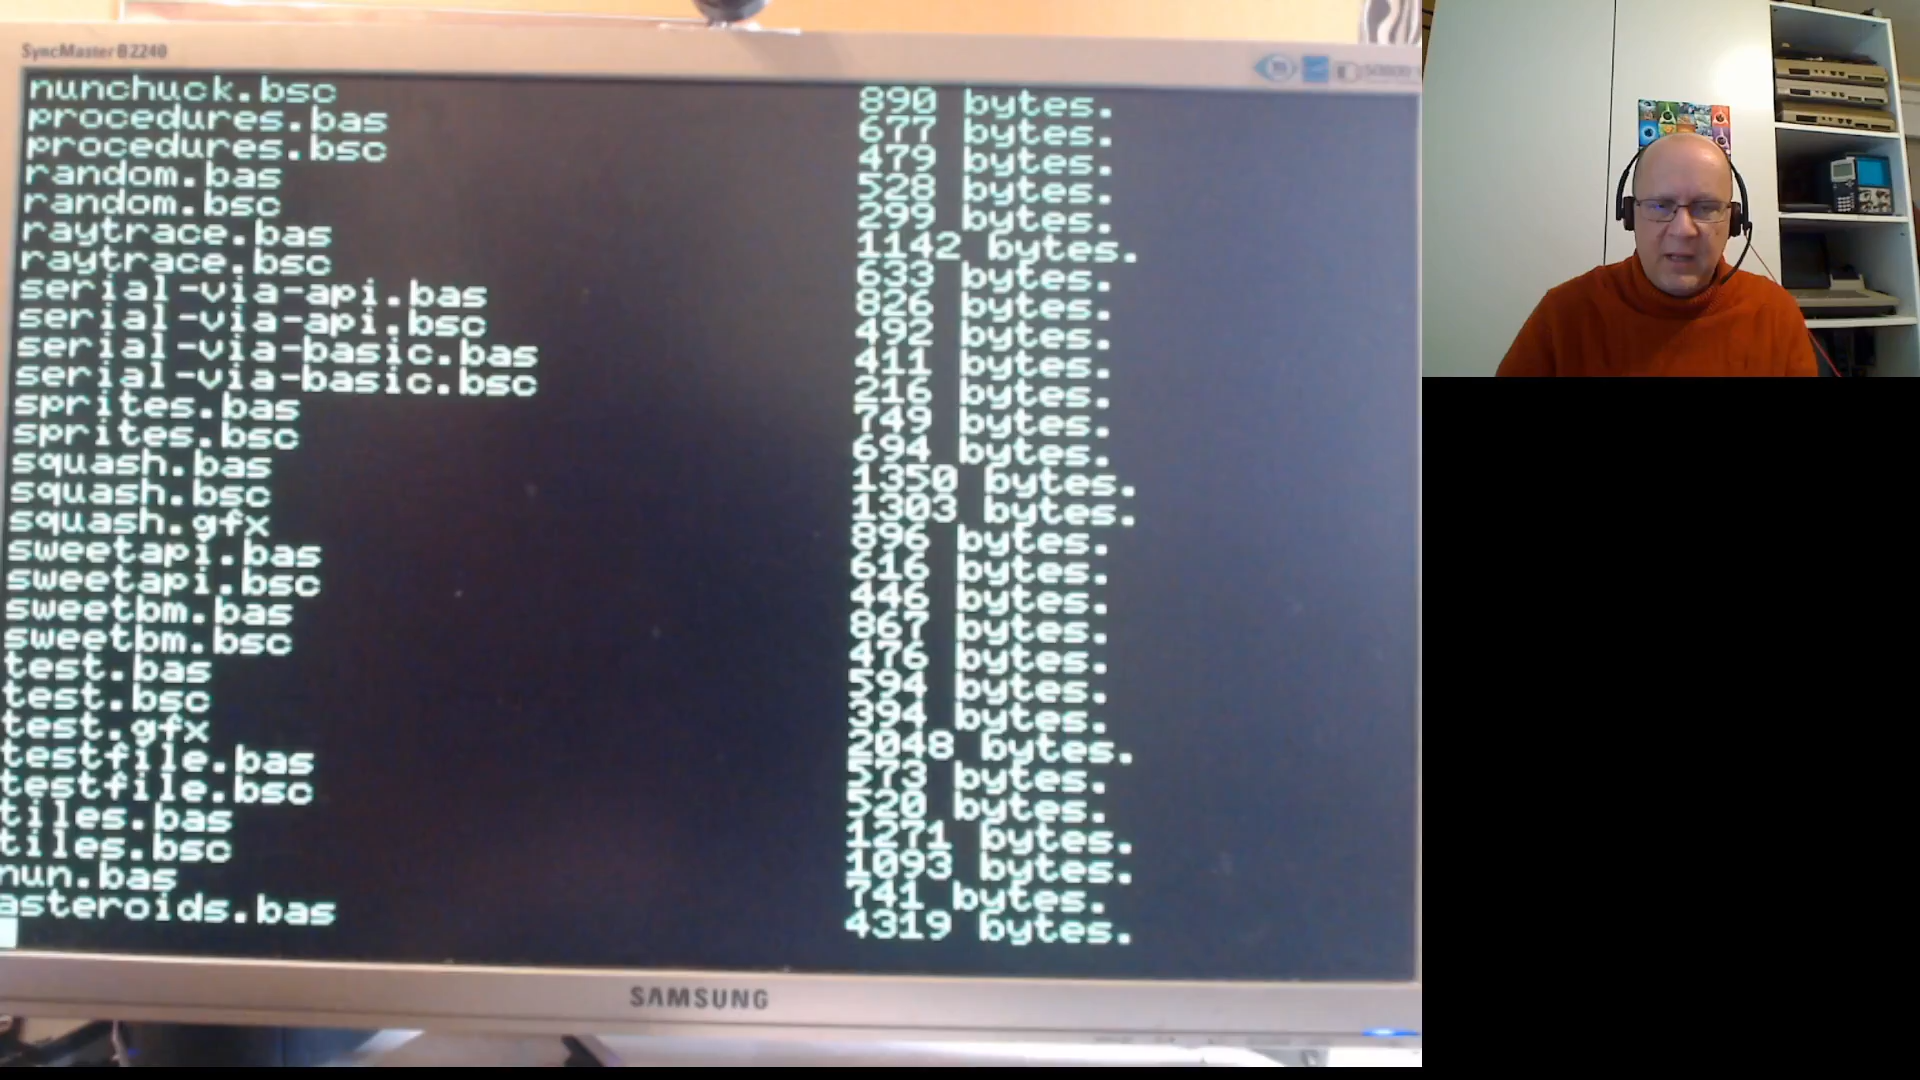 SyncMaster B2240
nunchuck.bsc 890 bytes.
procedures.bas 677 bytes.
procedures.bsc 479 bytes.
random.bas 528 bytes.
random.bsc 299 bytes.
raytrace.bas 1142 bytes.
raytrace.bsc 633 bytes.
serial-via-api.bas 826 bytes.
serial-via-api.bsc 492 bytes.
serial-via-basic.bas 411 bytes.
serial-via-basic.bsc 216 bytes.
sprites.bas 749 bytes.
sprites.bsc 694 bytes.
squash.bas 1350 bytes.
squash.bsc 1303 bytes.
squash.gfx 896 bytes.
sweetapi.bas 616 bytes.
sweetapi.bsc 446 bytes.
sweetbm.bas 867 bytes.
sweetbm.bsc 476 bytes.
test.bas 594 bytes.
test.bsc 394 bytes.
test.gfx 2048 bytes.
testfile.bas 573 bytes.
testfile.bsc 520 bytes.
tiles.bas 1271 bytes.
tiles.bsc 1093 bytes.
nun.bas 741 bytes.
asteroids.bas 4319 bytes.
SAMSUNG